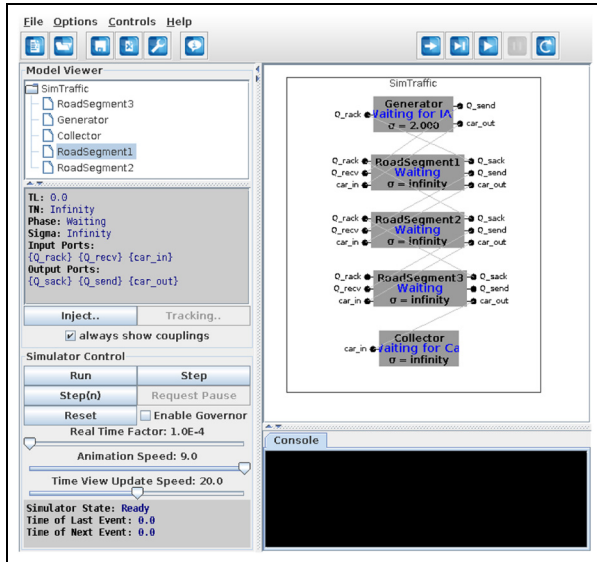 File Options Controls Help
Model Viewer
SimTraffic
RoadSegment3
Generator
Collector
RoadSegment1
RoadSegment2
TL: 0.0
TN: Infinity
Phase: Waiting
Sigma: Infinity
Input Ports:
{Q_rack} {Q_recv} {car_in}
Output Ports:
{Q_sack} {Q_send} {car_out}
Inject.. Tracking..
always show couplings
Simulator Control
Run Step
Step(n) Request Pause
Reset Enable Governor
Real Time Factor: 1.0E-4
Animation Speed: 9.0
Time View Update Speed: 20.0
Simulator State: Ready
Time of Last Event: 0.0
Time of Next Event: 0.0
SimTraffic
Generator Q_send
Q_rack Waiting for IA
σ = 2.000 car_out
Q_rack RoadSegment1 Q_sack
Q_recv Waiting Q_send
car_in σ = infinity car_out
Q_rack RoadSegment2 Q_sack
Q_recv Waiting Q_send
car_in σ = infinity car_out
Q_rack RoadSegment3 Q_sack
Q_recv Waiting Q_send
car_in σ = infinity car_out
Collector
car_in vaiting for Ca
σ = infinity
Console